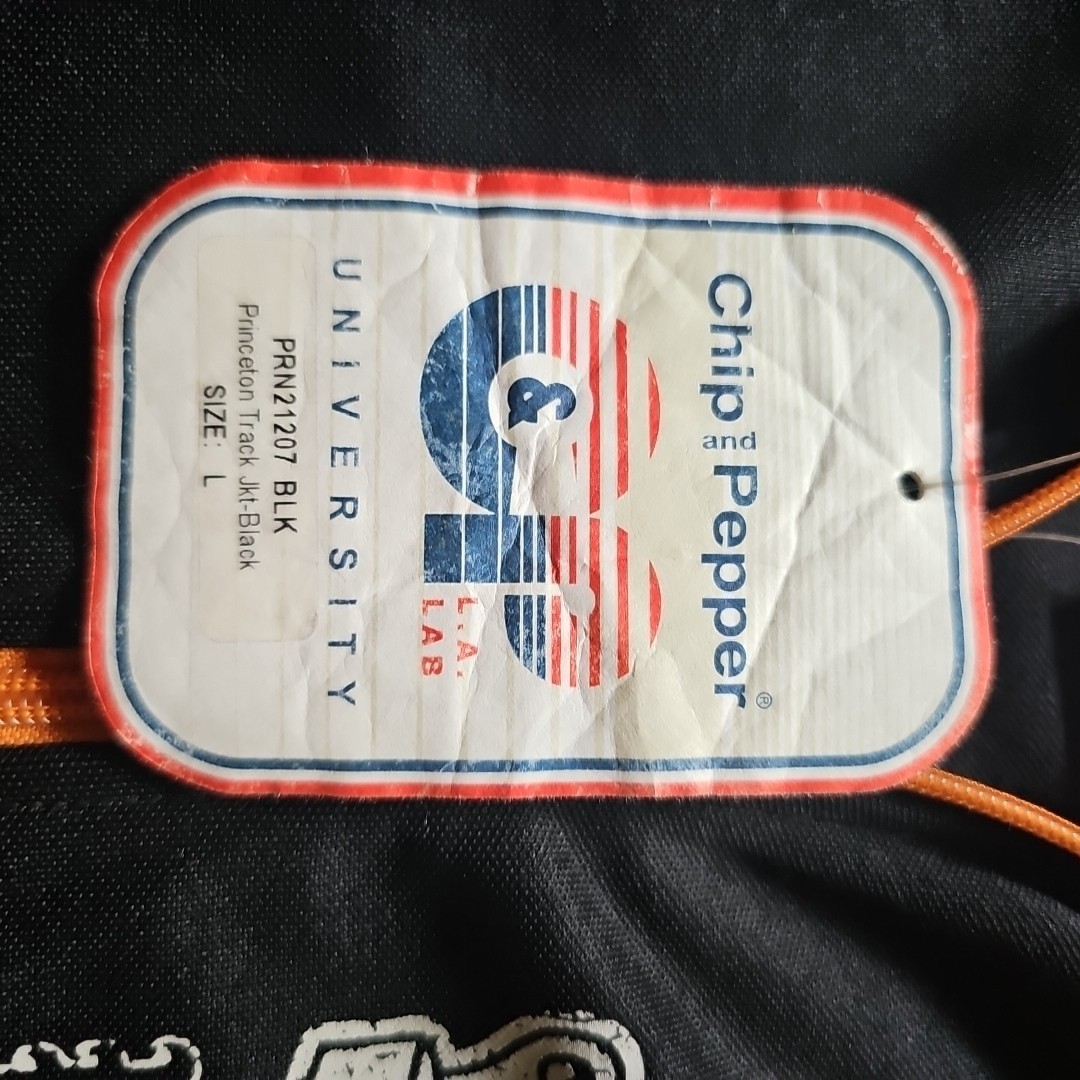 Chip and Pepper®
C&P
L.A.
LAB
UNIVERSITY
PRN21207 BLK
Princeton Track Jkt-Black
SIZE: L